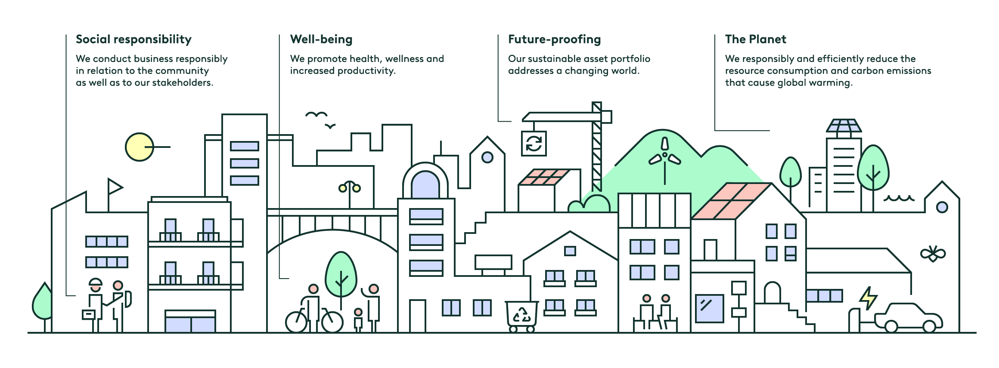 Social responsibility
We conduct business responsibly
in relation to the community
as well as to our stakeholders.
Well-being
We promote health, wellness and
increased productivity.
Future-proofing
Our sustainable asset portfolio
addresses a changing world.
The Planet
We responsibly and efficiently reduce the
resource consumption and carbon emissions
that cause global warming.